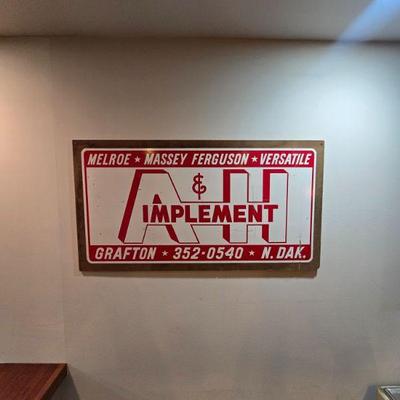 MELROE ★ MASSEY FERGUSON ★ VERSATILE
A & H
IMPLEMENT
GRAFTON ★ 352-0540 ★ N. DAK.